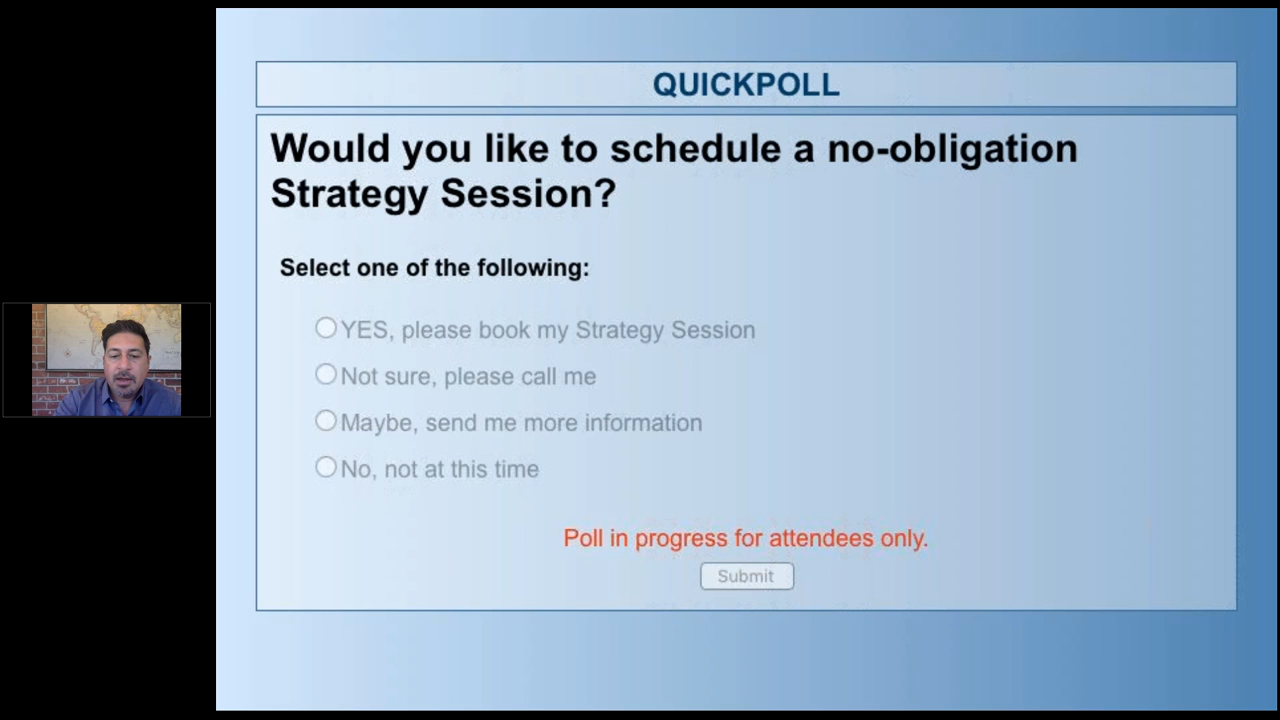 QUICKPOLL
Would you like to schedule a no-obligation
Strategy Session?
Select one of the following:
YES, please book my Strategy Session
Not sure, please call me
Maybe, send me more information
No, not at this time
Poll in progress for attendees only.
Submit